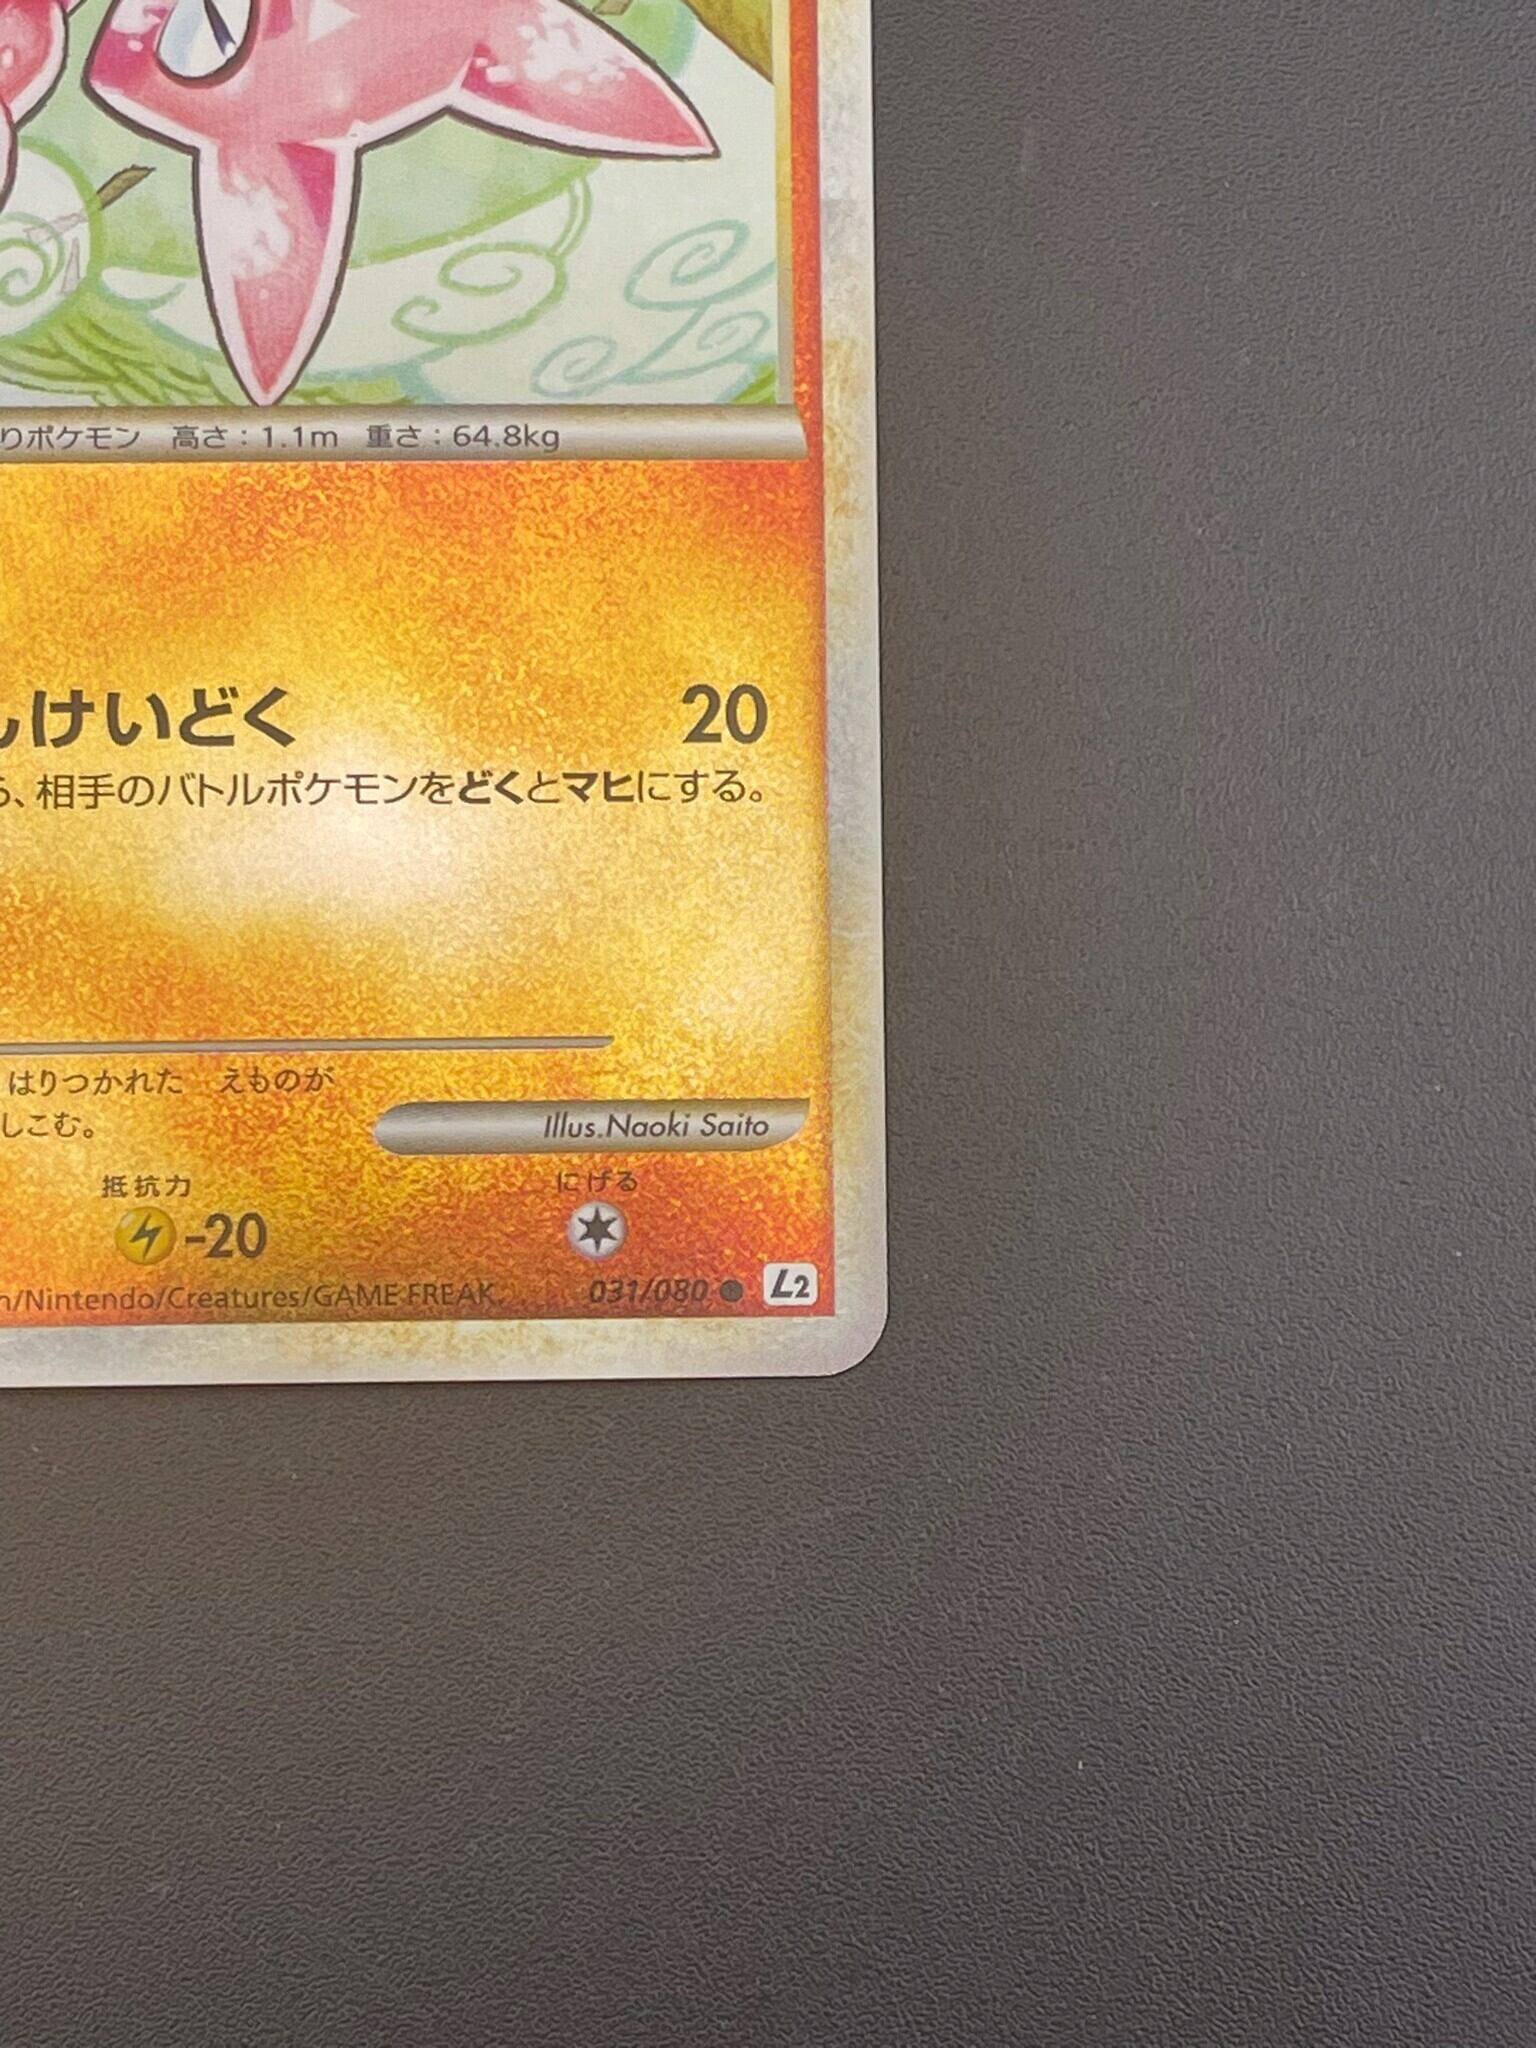 りポケモン 高さ：1.1m 重さ：64.8kg
んけいどく 20
ら、相手のバトルポケモンをどくとマヒにする。
はりつかれた えものが
しこむ。
Illus.Naoki Saito
抵抗力 にげる
-20
n/Nintendo/Creatures/GAME FREAK. 031/080 ● L2